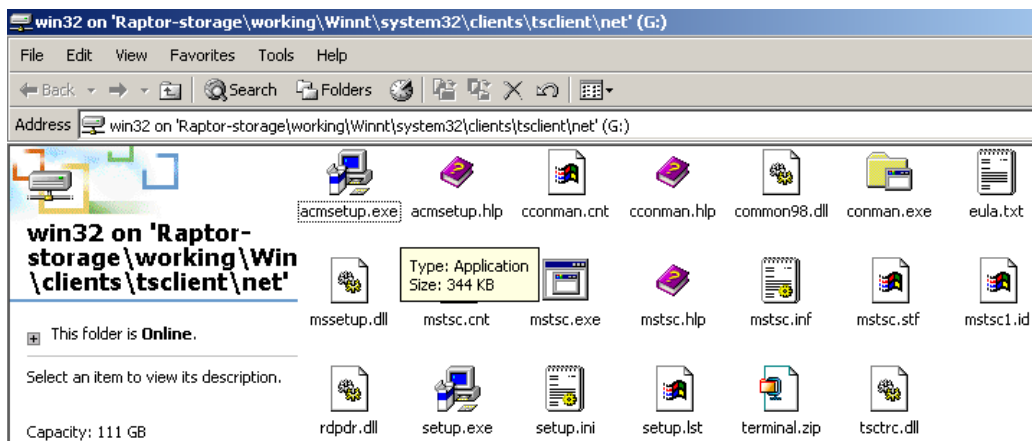 win32 on 'Raptor-storage\working\Winnt\system32\clients\tsclient\net' (G:)
File Edit View Favorites Tools Help
Back Search Folders
Address win32 on 'Raptor-storage\working\Winnt\system32\clients\tsclient\net' (G:)
win32 on 'Raptor-
storage\working\Win
\clients\tsclient\net'
This folder is Online.
Select an item to view its description.
Capacity: 111 GB
acmsetup.exe acmsetup.hlp cconman.cnt cconman.hlp common98.dll conman.exe eula.txt
Type: Application
Size: 344 KB
mssetup.dll mstsc.cnt mstsc.exe mstsc.hlp mstsc.inf mstsc.stf mstsc1.id
rdpdr.dll setup.exe setup.ini setup.lst terminal.zip tsctrc.dll